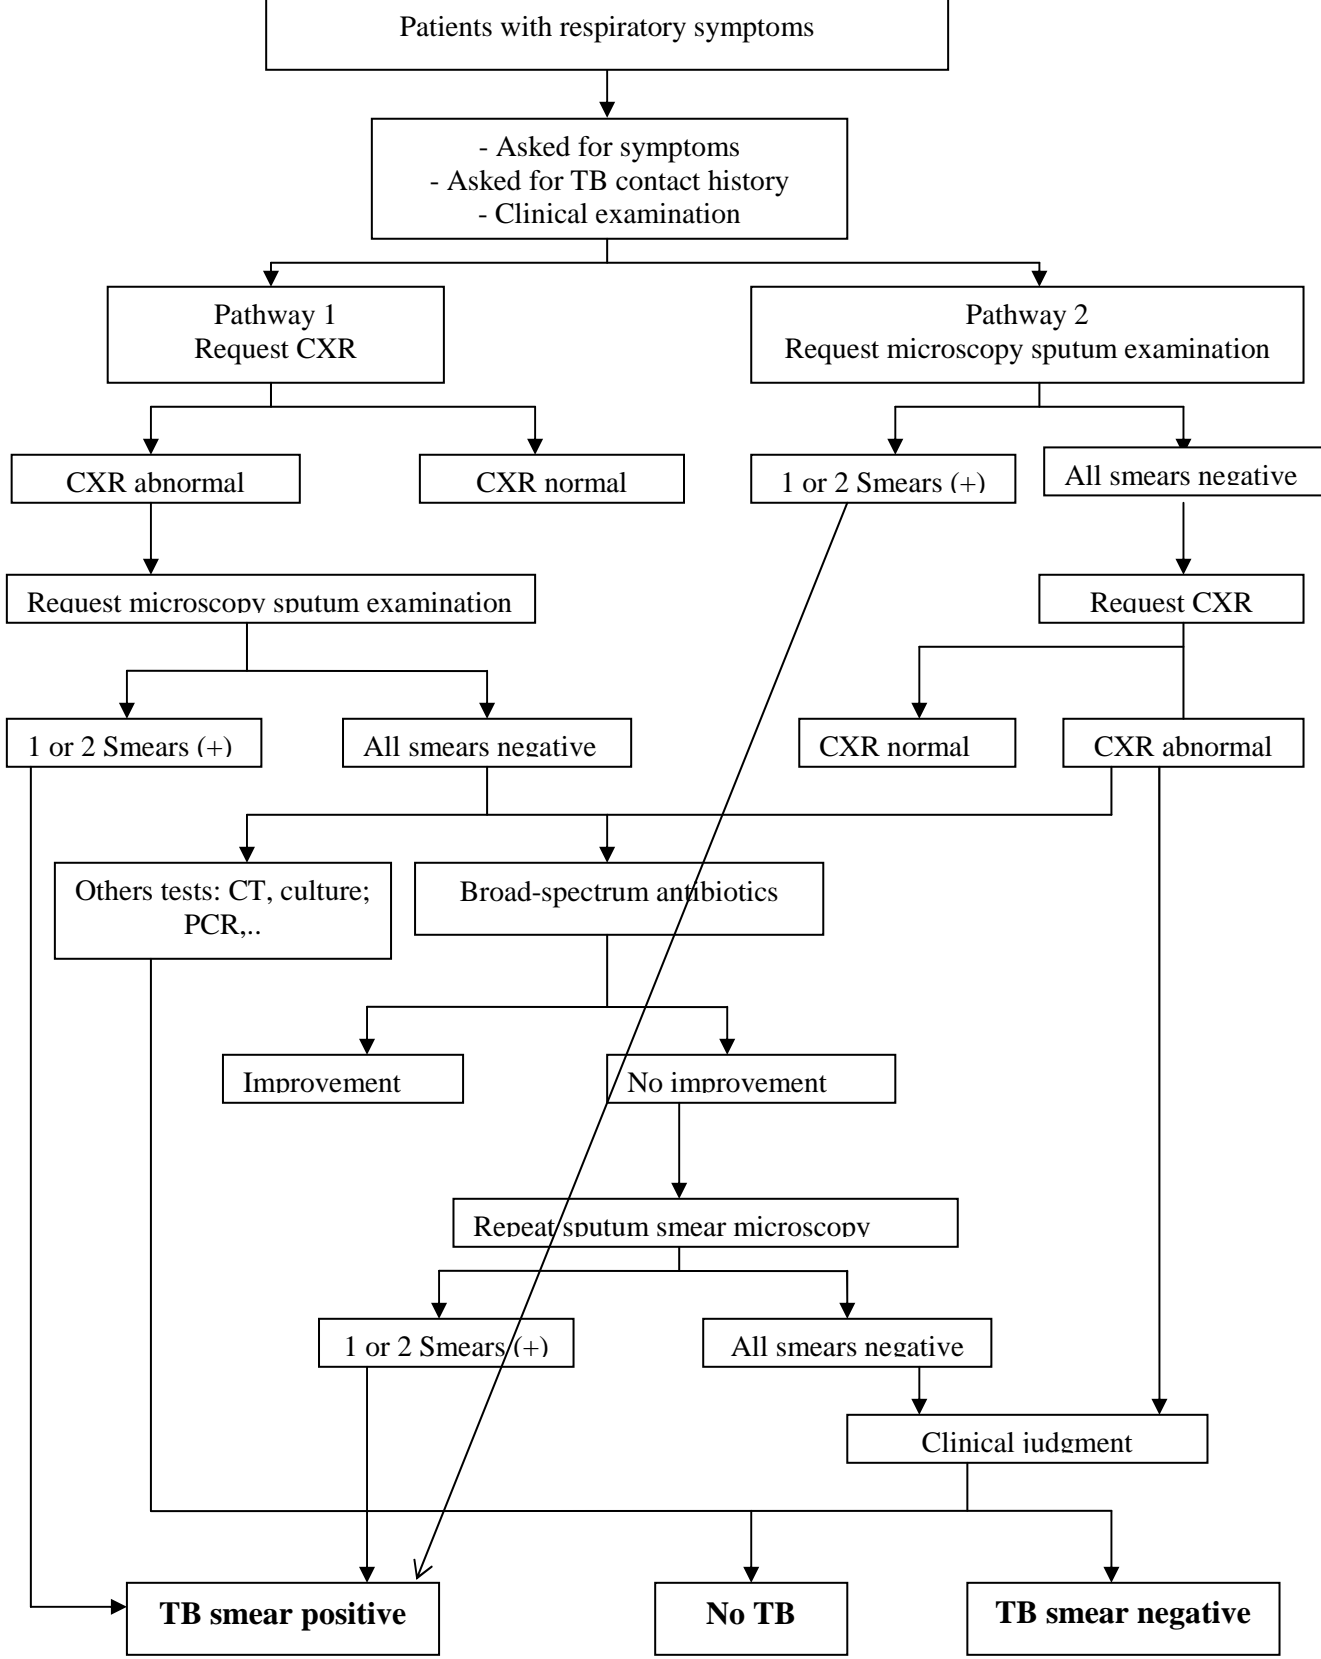 Patients with respiratory symptoms
- Asked for symptoms
- Asked for TB contact history
- Clinical examination
Pathway 1
Request CXR
Pathway 2
Request microscopy sputum examination
CXR abnormal
CXR normal
1 or 2 Smears (+)
All smears negative
Request microscopy sputum examination
Request CXR
1 or 2 Smears (+)
All smears negative
CXR normal
CXR abnormal
Others tests: CT, culture;
PCR,..
Broad-spectrum antibiotics
Improvement
No improvement
Repeat sputum smear microscopy
1 or 2 Smears (+)
All smears negative
Clinical judgment
TB smear positive
No TB
TB smear negative